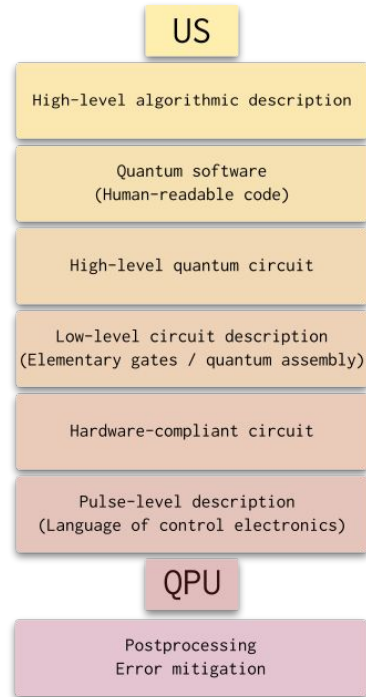 US
High-level algorithmic description
Quantum software
(Human-readable code)
High-level quantum circuit
Low-level circuit description
(Elementary gates / quantum assembly)
Hardware-compliant circuit
Pulse-level description
(Language of control electronics)
QPU
Postprocessing
Error mitigation